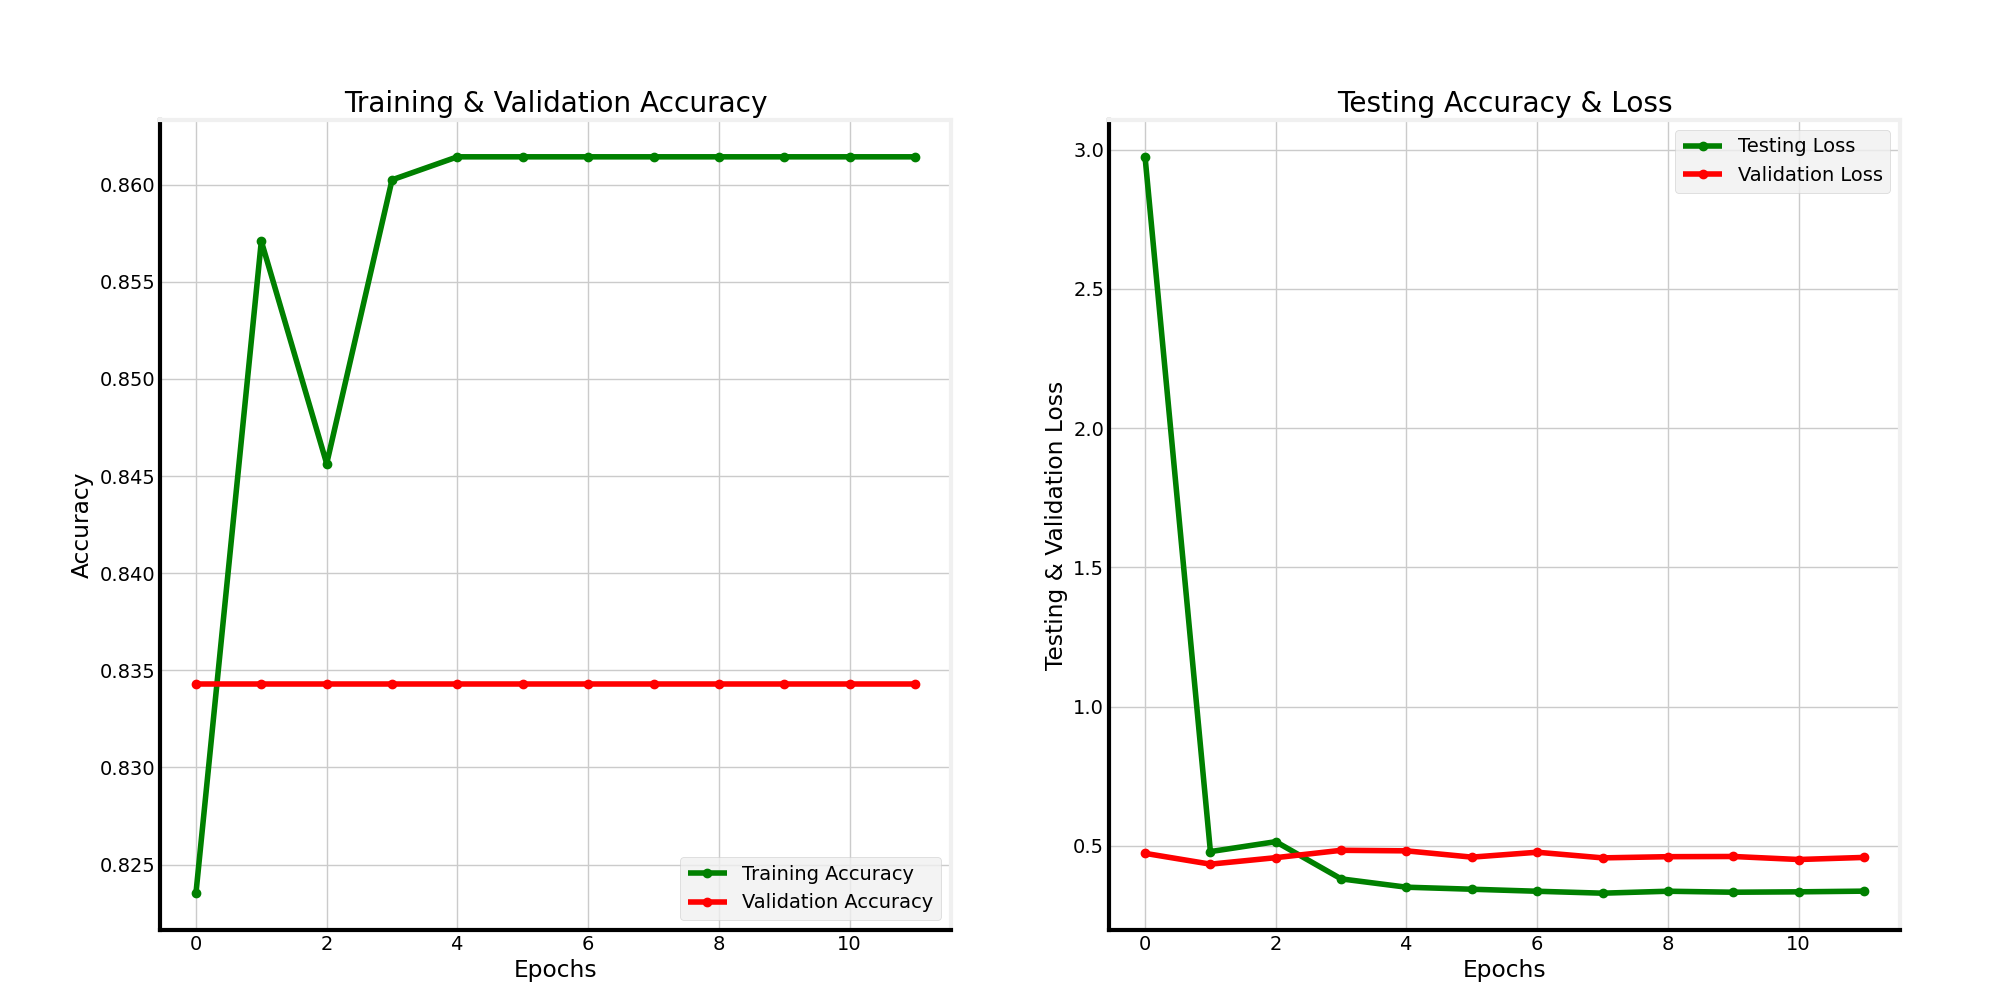 Training & Validation Accuracy
Accuracy
0.860
0.855
0.850
0.845
0.840
0.835
0.830
0.825
Training Accuracy
Validation Accuracy
0 2 4 6 8 10
Epochs
Testing Accuracy & Loss
Testing & Validation Loss
3.0
2.5
2.0
1.5
1.0
0.5
Testing Loss
Validation Loss
0 2 4 6 8 10
Epochs